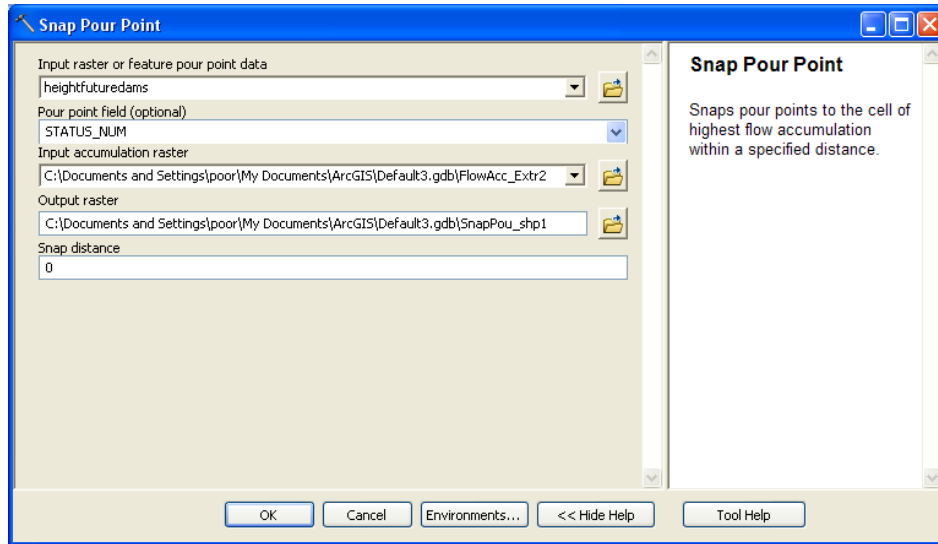 Snap Pour Point
Input raster or feature pour point data
heightfuturedams
Pour point field (optional)
STATUS_NUM
Input accumulation raster
C:\Documents and Settings\poor\My Documents\ArcGIS\Default3.gdb\FlowAcc_Extr2
Output raster
C:\Documents and Settings\poor\My Documents\ArcGIS\Default3.gdb\SnapPou_shp1
Snap distance
0
Snap Pour Point
Snaps pour points to the cell of
highest flow accumulation
within a specified distance.
OK
Cancel
Environments...
<< Hide Help
Tool Help